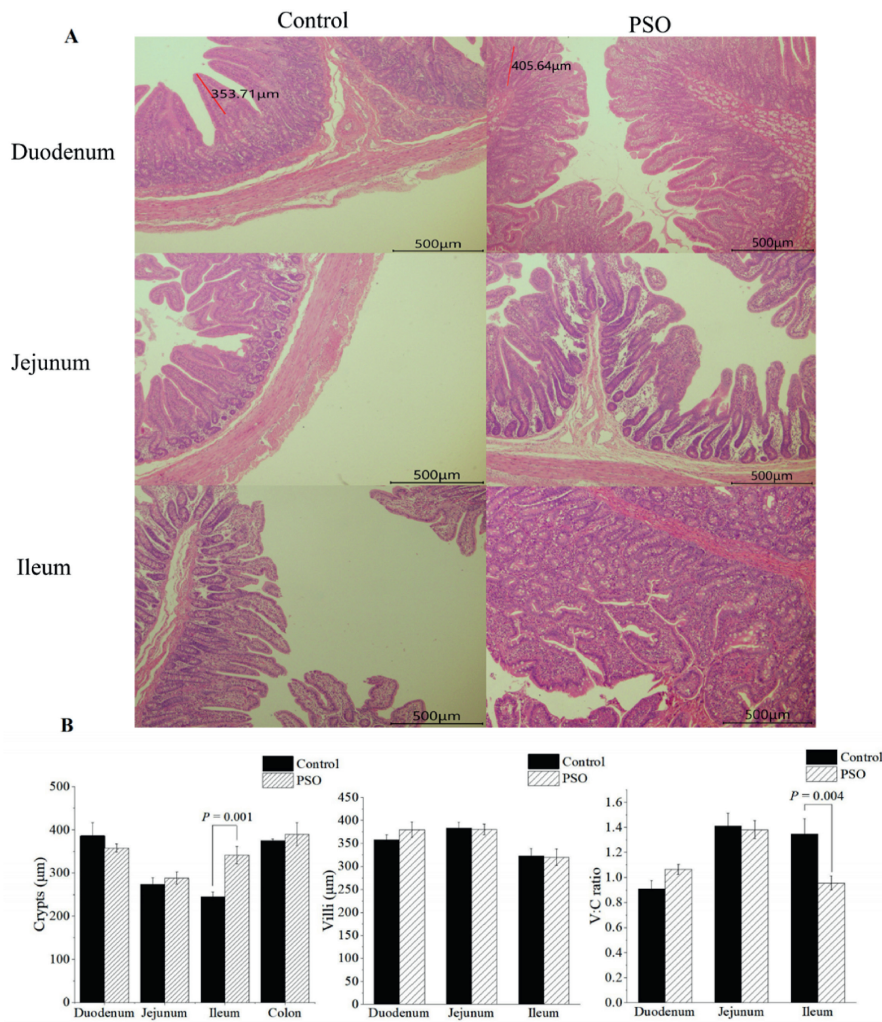 A
Control
PSO
Duodenum
353.71μm
405.64μm
500μm
500μm
Jejunum
500μm
500μm
Ileum
500μm
500μm
B
Control
PSO
P = 0.001
Crypts (μm)
500
400
300
200
100
0
Duodenum Jejunum Ileum Colon
Control
PSO
Villi (μm)
450
400
350
300
250
200
150
100
50
0
Duodenum Jejunum Ileum
Control
PSO
P = 0.004
V:C ratio
1.6
1.4
1.2
1.0
0.8
0.6
0.4
0.2
0.0
Duodenum Jejunum Ileum